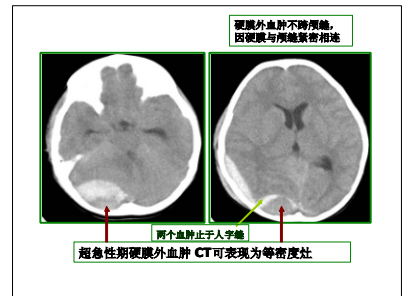 硬膜外血肿不跨颅缝，
因硬膜与颅缝紧密相连
两个血肿止于人字缝
超急性期硬膜外血肿 CT可表现为等密度灶